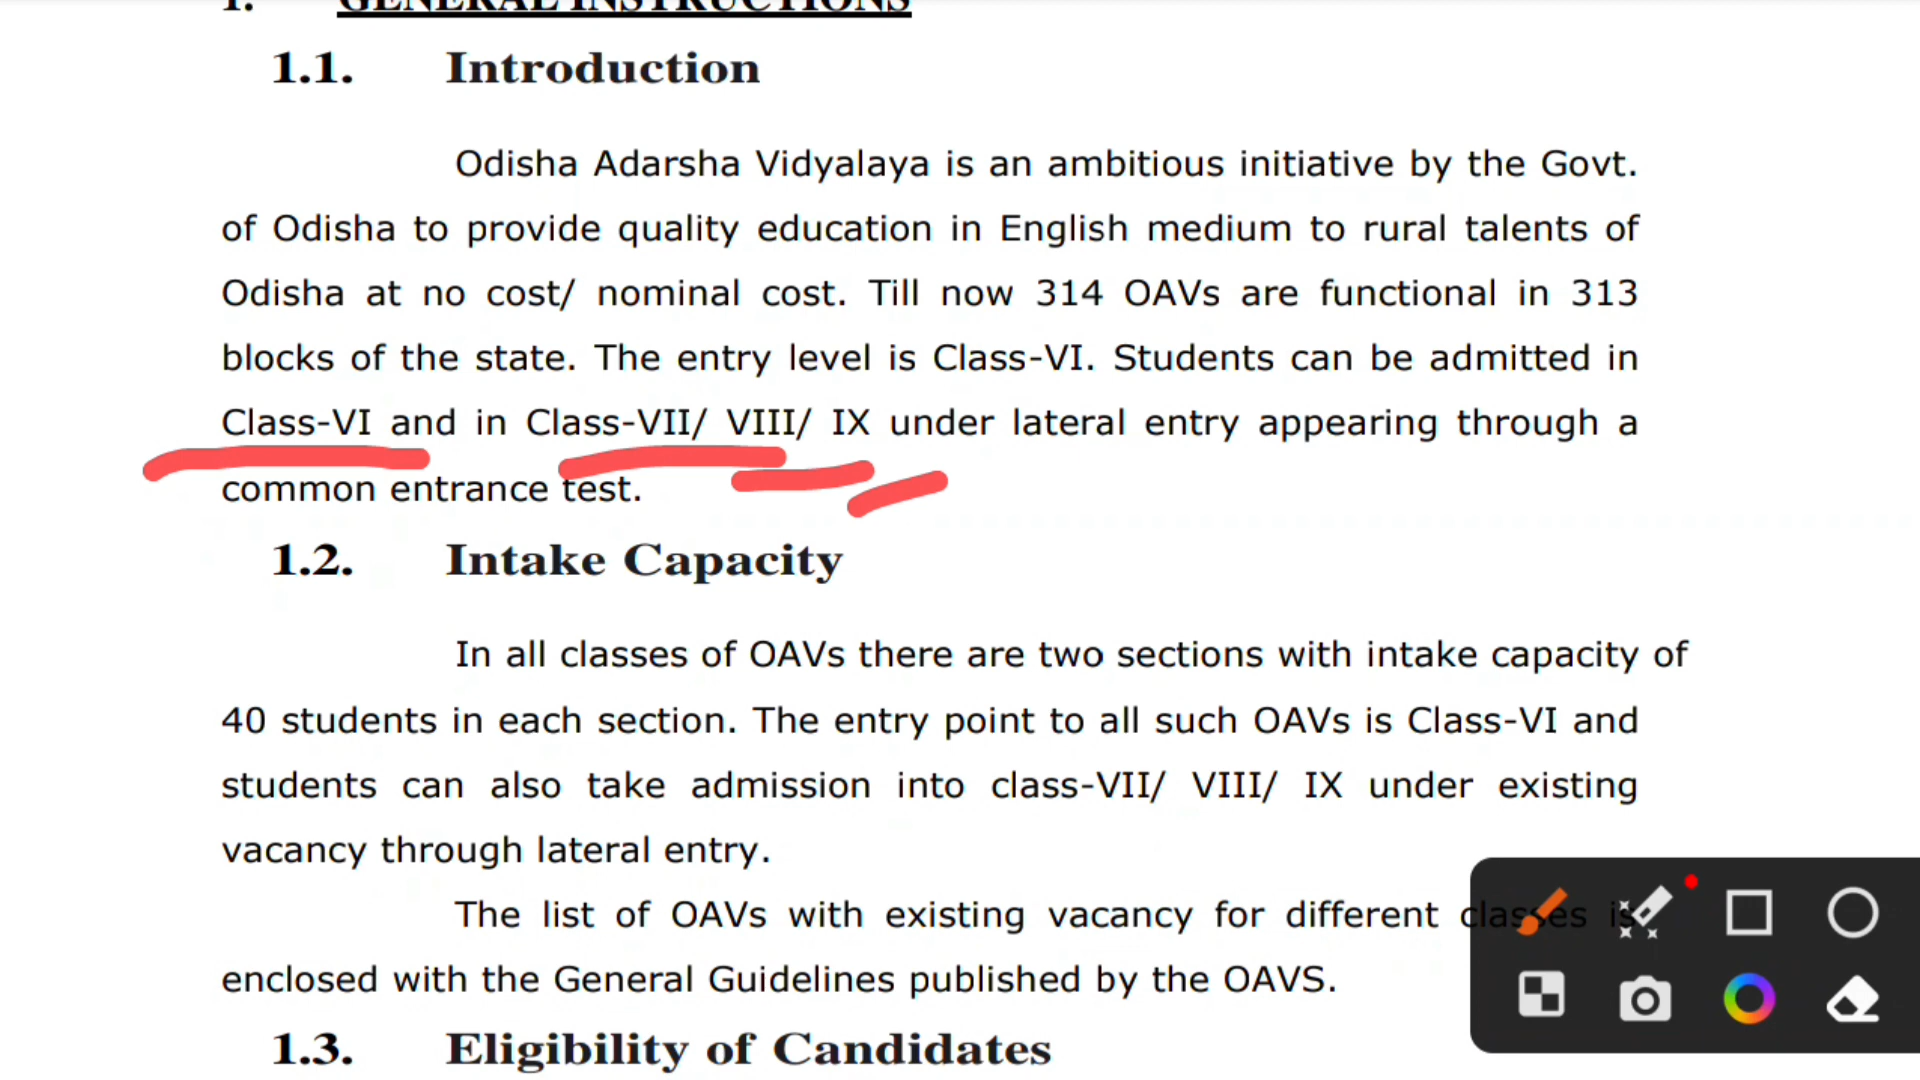 1. GENERAL INSTRUCTIONS
1.1. Introduction
Odisha Adarsha Vidyalaya is an ambitious initiative by the Govt.
of Odisha to provide quality education in English medium to rural talents of
Odisha at no cost/ nominal cost. Till now 314 OAVs are functional in 313
blocks of the state. The entry level is Class-VI. Students can be admitted in
Class-VI and in Class-VII/ VIII/ IX under lateral entry appearing through a
common entrance test.
1.2. Intake Capacity
In all classes of OAVs there are two sections with intake capacity of
40 students in each section. The entry point to all such OAVs is Class-VI and
students can also take admission into class-VII/ VIII/ IX under existing
vacancy through lateral entry.
The list of OAVs with existing vacancy for different classes is
enclosed with the General Guidelines published by the OAVS.
1.3. Eligibility of Candidates